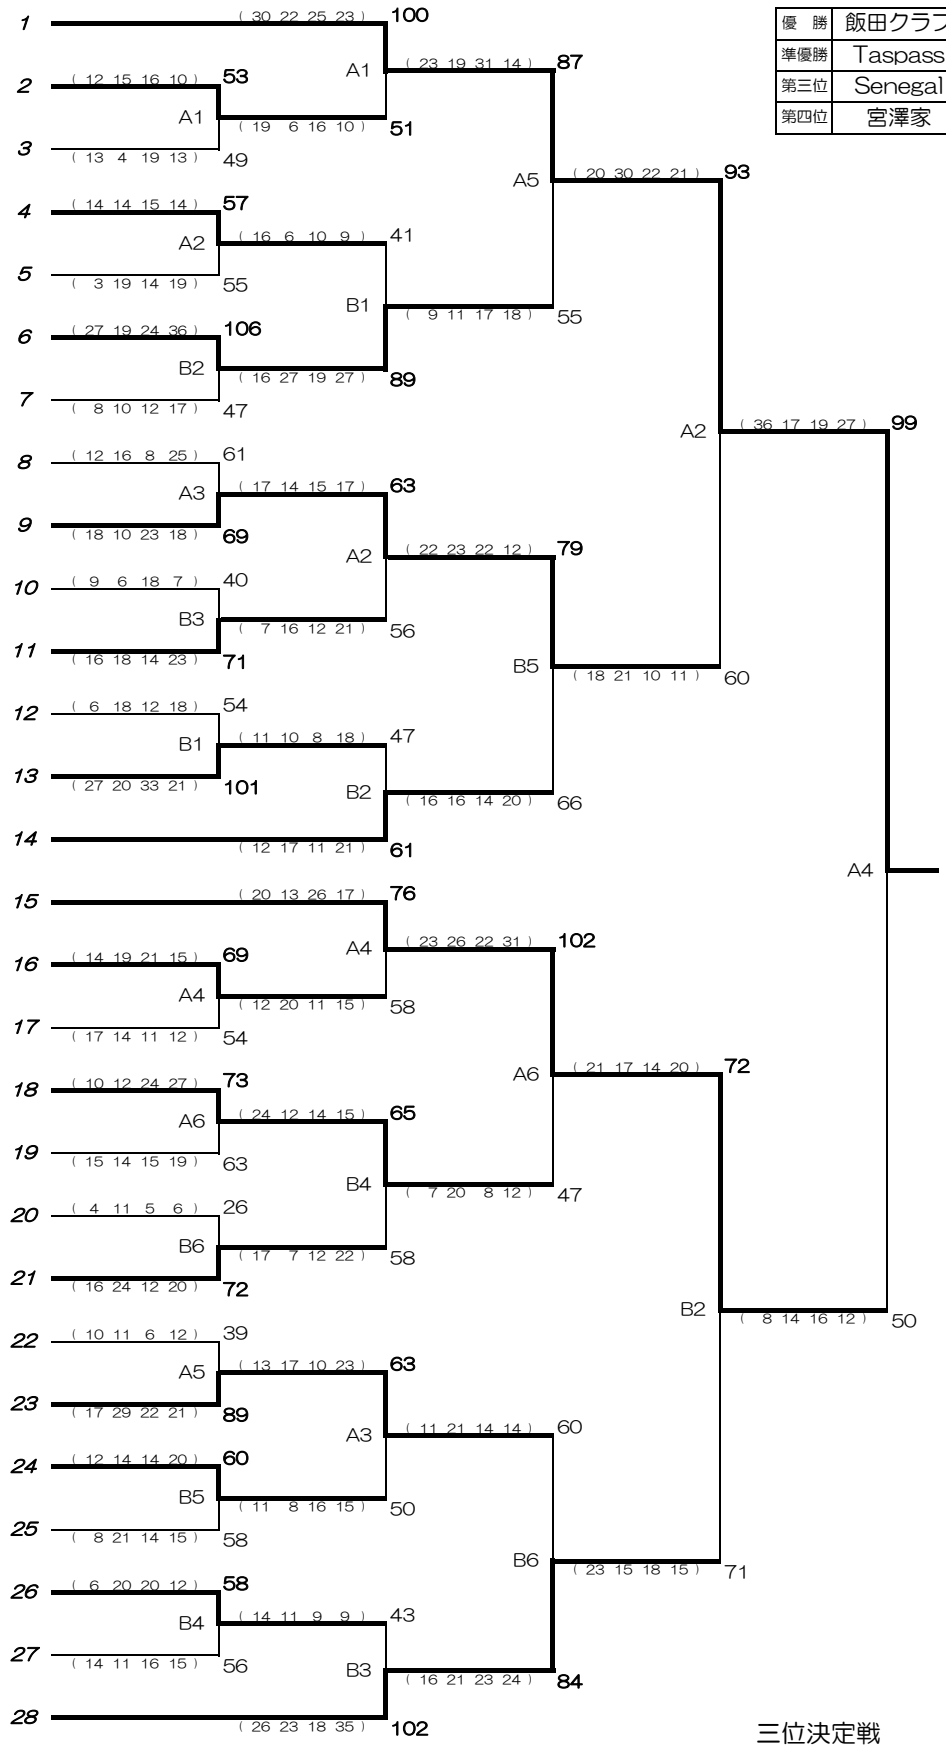 1 ( 30 22 25 23 ) 100
優 勝 飯田クラブ
準優勝 Taspass
第三位 Senegal
第四位 宮澤家
A1 ( 23 19 31 14 ) 87
2 ( 12 15 16 10 ) 53
A1 ( 19 6 16 10 ) 51
3 ( 13 4 19 13 ) 49
A5 ( 20 30 22 21 ) 93
4 ( 14 14 15 14 ) 57
A2 ( 16 6 10 9 ) 41
5 ( 3 19 14 19 ) 55
B1 ( 9 11 17 18 ) 55
6 ( 27 19 24 36 ) 106
B2 ( 16 27 19 27 ) 89
7 ( 8 10 12 17 ) 47
A2 ( 36 17 19 27 ) 99
8 ( 12 16 8 25 ) 61
A3 ( 17 14 15 17 ) 63
9 ( 18 10 23 18 ) 69
A2 ( 22 23 22 12 ) 79
10 ( 9 6 18 7 ) 40
B3 ( 7 16 12 21 ) 56
11 ( 16 18 14 23 ) 71
B5 ( 18 21 10 11 ) 60
12 ( 6 18 12 18 ) 54
B1 ( 11 10 8 18 ) 47
13 ( 27 20 33 21 ) 101
B2 ( 16 16 14 20 ) 66
14 ( 12 17 11 21 ) 61
A4
15 ( 20 13 26 17 ) 76
A4 ( 23 26 22 31 ) 102
16 ( 14 19 21 15 ) 69
A4 ( 12 20 11 15 ) 58
17 ( 17 14 11 12 ) 54
A6 ( 21 17 14 20 ) 72
18 ( 10 12 24 27 ) 73
A6 ( 24 12 14 15 ) 65
19 ( 15 14 15 19 ) 63
B4 ( 7 20 8 12 ) 47
20 ( 4 11 5 6 ) 26
B6 ( 17 7 12 22 ) 58
21 ( 16 24 12 20 ) 72
B2 ( 8 14 16 12 ) 50
22 ( 10 11 6 12 ) 39
A5 ( 13 17 10 23 ) 63
23 ( 17 29 22 21 ) 89
A3 ( 11 21 14 14 ) 60
24 ( 12 14 14 20 ) 60
B5 ( 11 8 16 15 ) 50
25 ( 8 21 14 15 ) 58
B6 ( 23 15 18 15 ) 71
26 ( 6 20 20 12 ) 58
B4 ( 14 11 9 9 ) 43
27 ( 14 11 16 15 ) 56
B3 ( 16 21 23 24 ) 84
28 ( 26 23 18 35 ) 102
三位決定戦